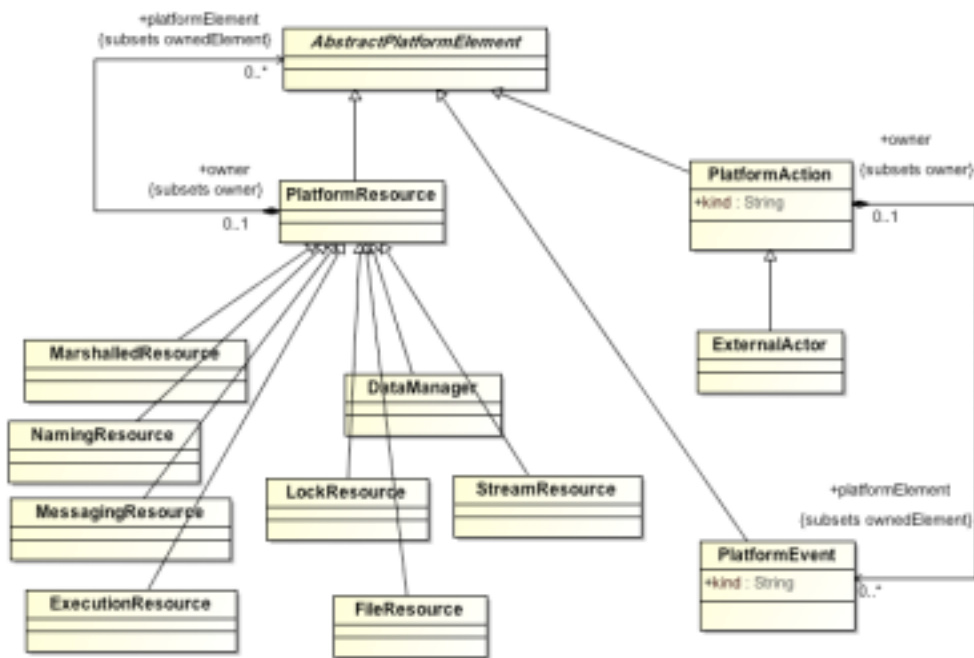 +platformElement
{subsets ownedElement}
0..*
AbstractPlatformElement
+owner
{subsets owner}
0..1
PlatformResource
PlatformAction
+kind : String
+owner
{subsets owner}
0..1
MarshalledResource
ExternalActor
DataManager
NamingResource
LockResource
StreamResource
MessagingResource
+platformElement
{subsets ownedElement}
PlatformEvent
+kind : String
0..*
ExecutionResource
FileResource